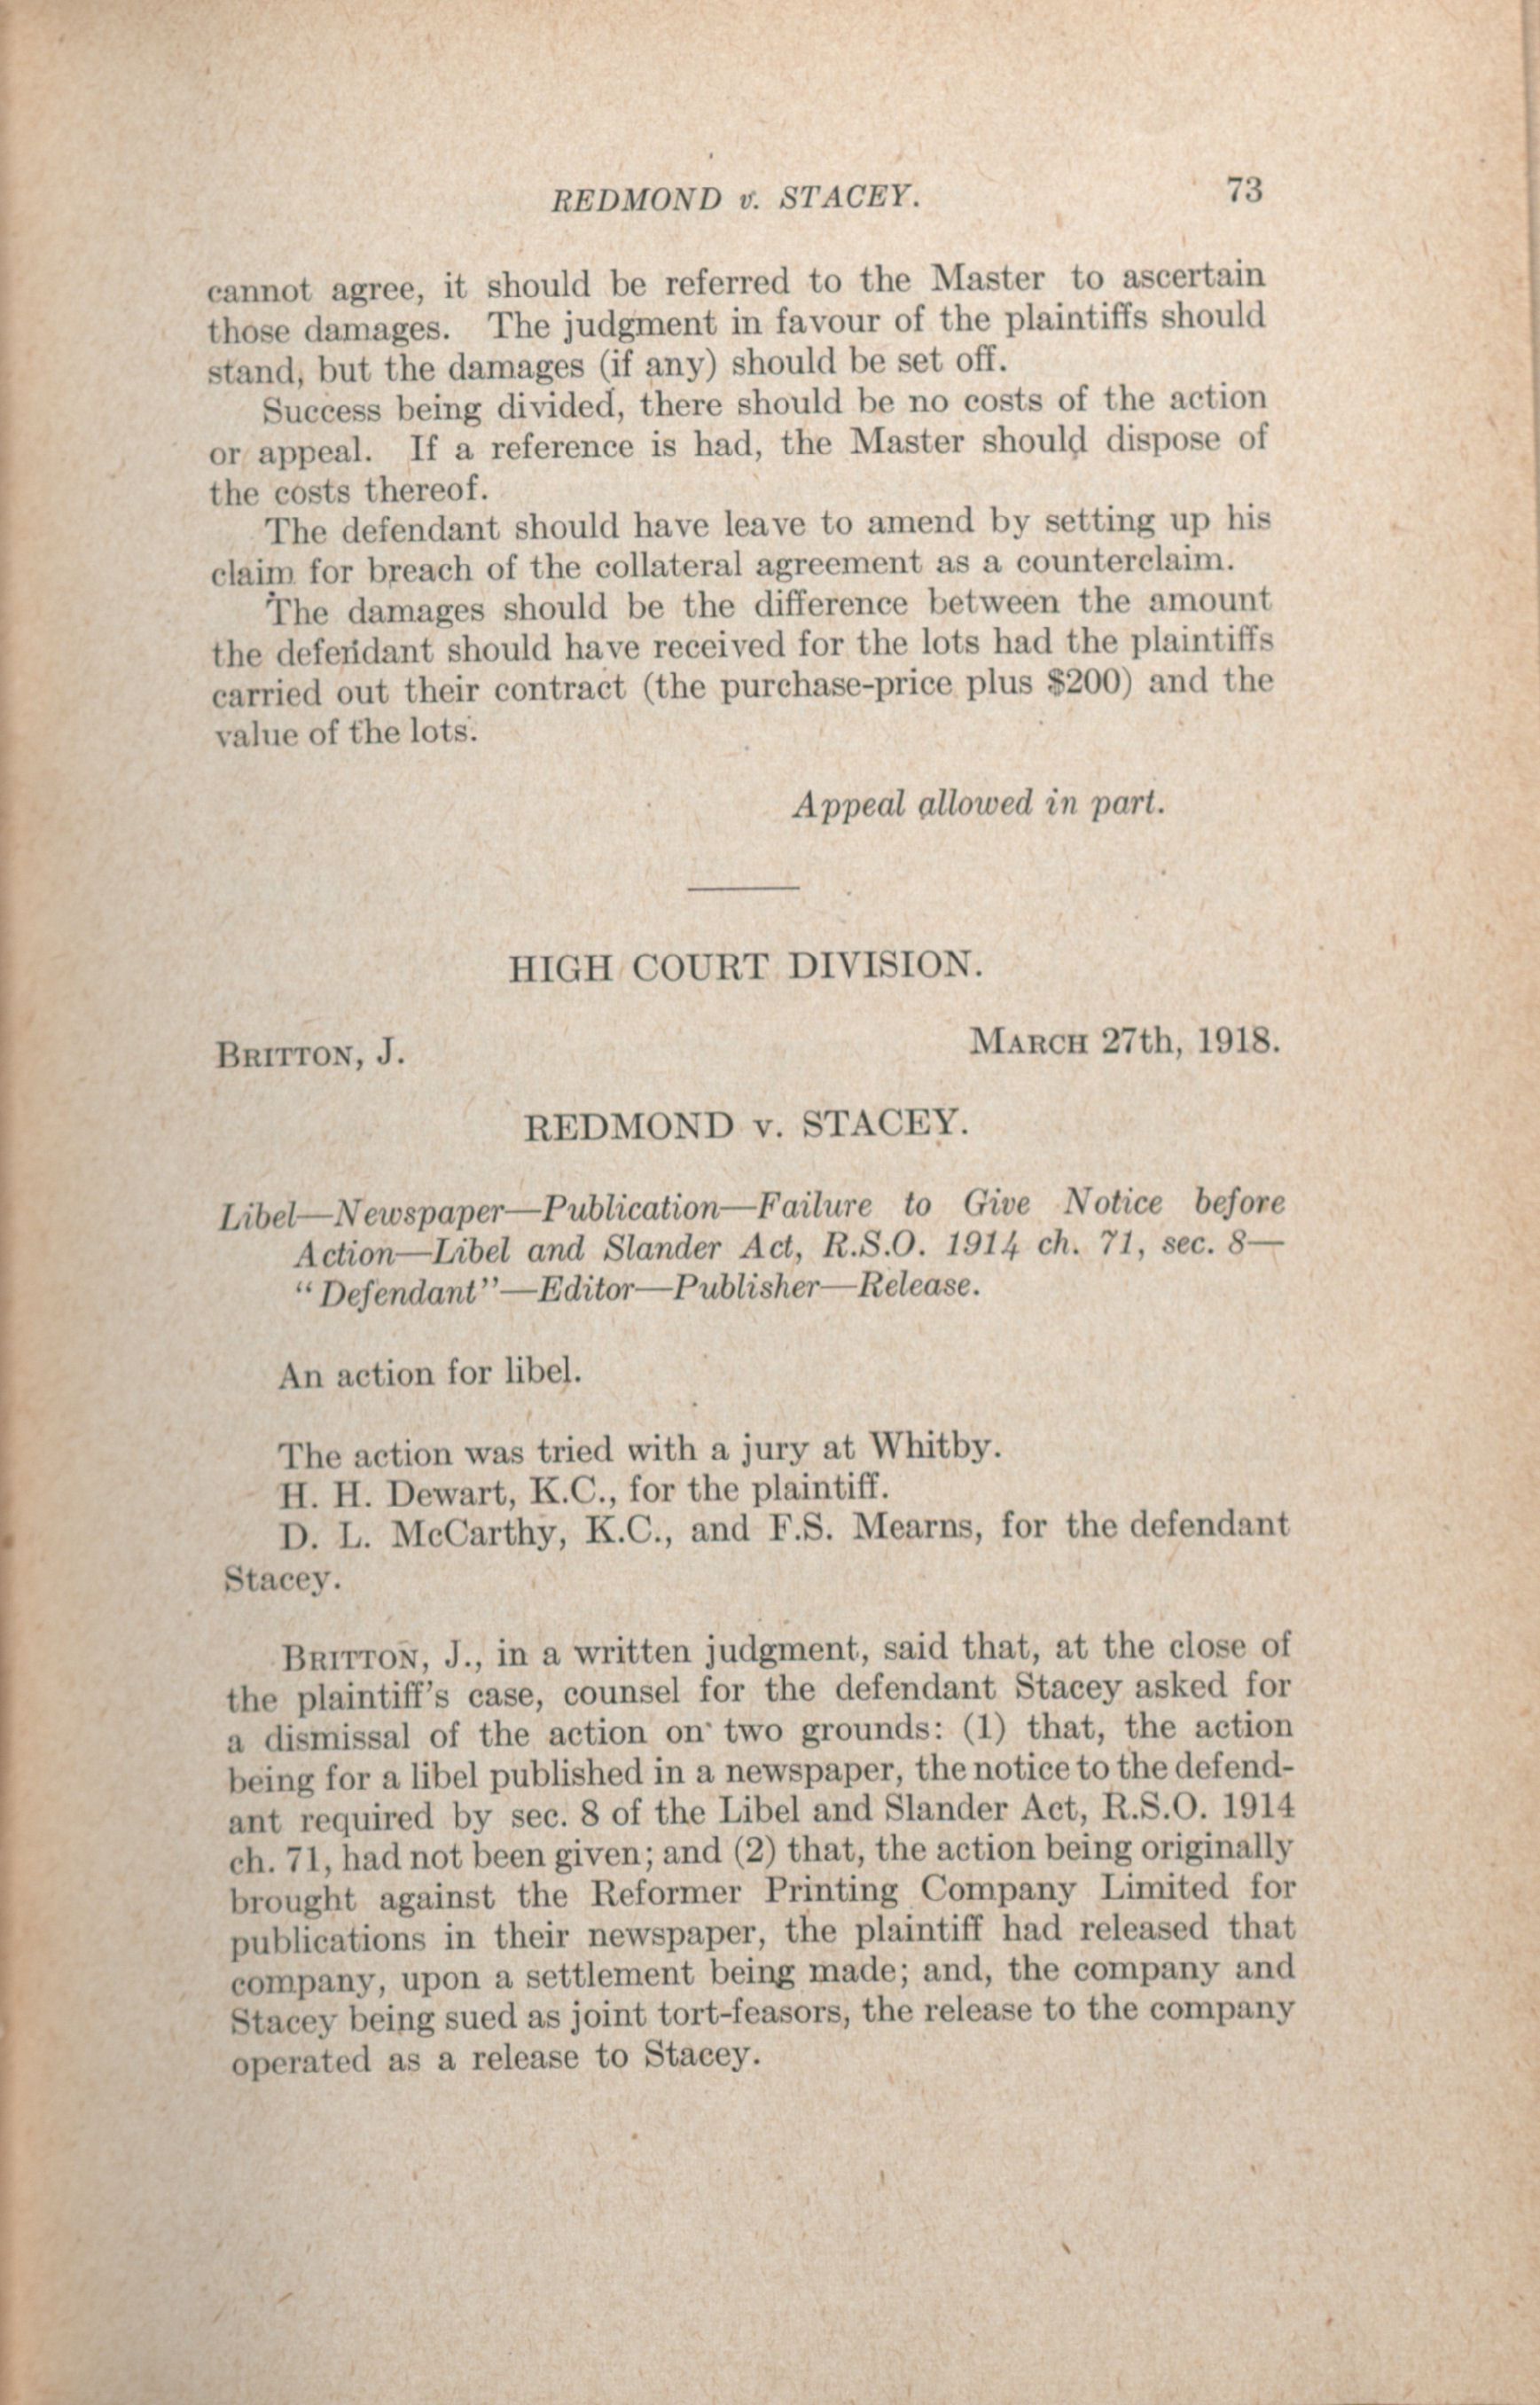 REDMOND v. STACEY. 73
cannot agree, it should be referred to the Master to ascertain
those damages. The judgment in favour of the plaintiffs should
stand, but the damages (if any) should be set off.
Success being divided, there should be no costs of the action
or appeal. If a reference is had, the Master should dispose of
the costs thereof.
The defendant should have leave to amend by setting up his
claim for breach of the collateral agreement as a counterclaim.
The damages should be the difference between the amount
the defendant should have received for the lots had the plaintiffs
carried out their contract (the purchase-price plus $200) and the
value of the lots.
Appeal allowed in part.
HIGH COURT DIVISION.
BRITTON, J. MARCH 27th, 1918.
REDMOND v. STACEY.
Libel—Newspaper—Publication—Failure to Give Notice before
Action—Libel and Slander Act, R.S.O. 1914 ch. 71, sec. 8—
"Defendant"—Editor—Publisher—Release.
An action for libel.
The action was tried with a jury at Whitby.
H. H. Dewart, K.C., for the plaintiff.
D. L. McCarthy, K.C., and F.S. Mearns, for the defendant
Stacey.
BRITTON, J., in a written judgment, said that, at the close of
the plaintiff's case, counsel for the defendant Stacey asked for
a dismissal of the action on two grounds: (1) that, the action
being for a libel published in a newspaper, the notice to the defend-
ant required by sec. 8 of the Libel and Slander Act, R.S.O. 1914
ch. 71, had not been given; and (2) that, the action being originally
brought against the Reformer Printing Company Limited for
publications in their newspaper, the plaintiff had released that
company, upon a settlement being made; and, the company and
Stacey being sued as joint tort-feasors, the release to the company
operated as a release to Stacey.